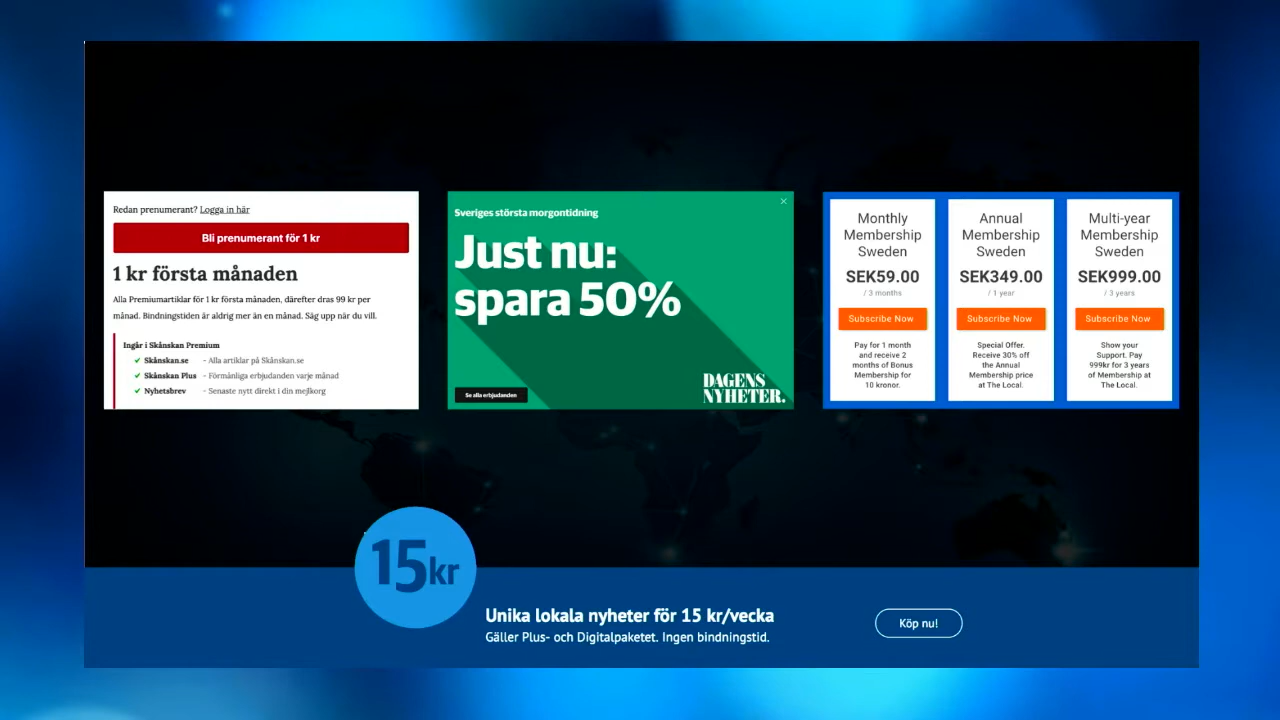 Redan prenumerant? Logga in här
Bli prenumerant för 1 kr
1 kr första månaden
Alla Premiumartiklar för 1 kr första månaden, därefter dras 99 kr per
månad. Bindningstiden är aldrig mer än en månad. Säg upp när du vill.
Ingår i Skånskan Premium
✔ Skånskan.se – Alla artiklar på Skånskan.se
✔ Skånskan Plus – Förmånliga erbjudanden varje månad
✔ Nyhetsbrev – Senaste nytt direkt i din mejlkorg
×
Sveriges största morgontidning
Just nu:
spara 50%
Se alla erbjudanden
DAGENS
NYHETER.
Monthly
Membership
Sweden
SEK59.00
/ 3 months
Subscribe Now
Pay for 1 month
and receive 2
months of Bonus
Membership for
10 kronor.
Annual
Membership
Sweden
SEK349.00
/ 1 year
Subscribe Now
Special Offer.
Receive 30% off
the Annual
Membership price
at The Local.
Multi-year
Membership
Sweden
SEK999.00
/ 3 years
Subscribe Now
Show your
Support. Pay
999kr for 3 years
of Membership at
The Local.
15kr
Unika lokala nyheter för 15 kr/vecka
Gäller Plus- och Digitalpaketet. Ingen bindningstid.
Köp nu!